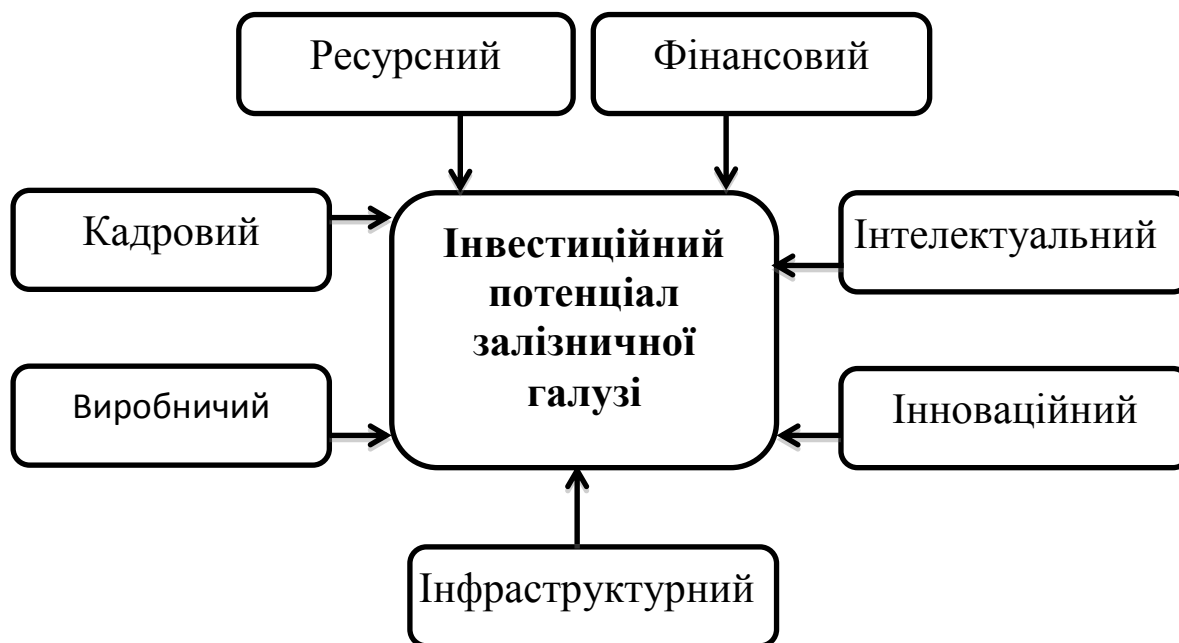 Ресурсний
Фінансовий
Кадровий
Інвестиційний
потенціал
залізничної
галузі
Інтелектуальний
Виробничий
Інноваційний
Інфраструктурний